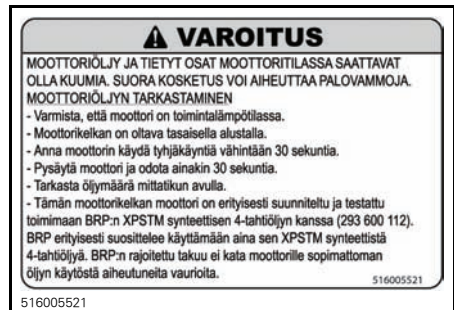 VAROITUS
MOOTTORIÖLJY JA TIETYT OSAT MOOTTORITILASSA SAATTAVAT
OLLA KUUMIA. SUORA KOSKETUS VOI AIHEUTTAA PALOVAMMOJA.
MOOTTORIÖLJYN TARKASTAMINEN
- Varmista, että moottori on toimintalämpötilassa.
- Moottorikelkan on oltava tasaisella alustalla.
- Anna moottorin käydä tyhjäkäyntiä vähintään 30 sekuntia.
- Pysäytä moottori ja odota ainakin 30 sekuntia.
- Tarkasta öljymäärä mittatikun avulla.
- Tämän moottorikelkan moottori on erityisesti suunniteltu ja testattu
toimimaan BRP:n XPSTM synteettisen 4-tahtiöljyn kanssa (293 600 112).
BRP erityisesti suosittelee käyttämään aina sen XPSTM synteettistä
4-tahtiöljyä. BRP:n rajoitettu takuu ei kata moottorille sopimattoman
öljyn käytöstä aiheutuneita vaurioita.
516005521
516005521